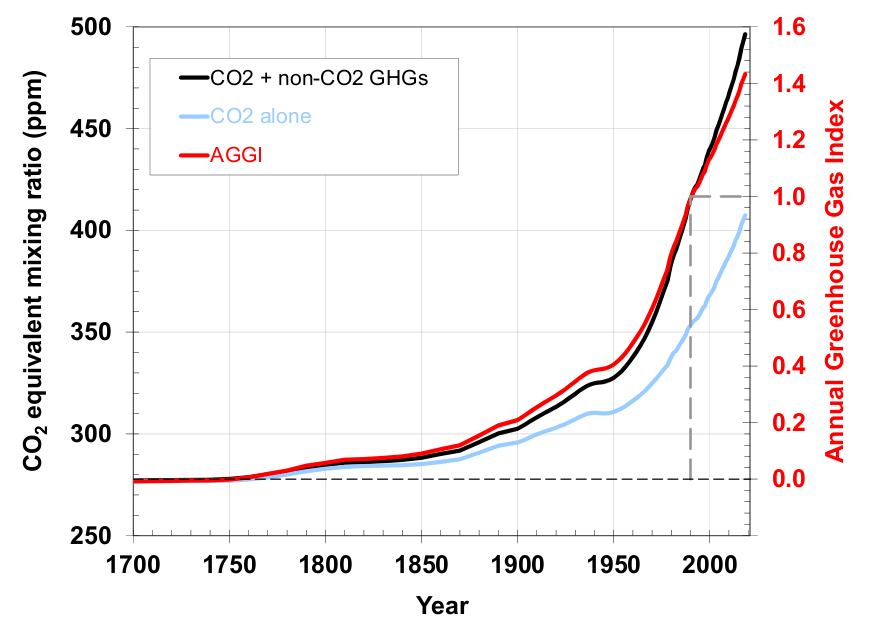 500
450
400
350
300
250
CO2 equivalent mixing ratio (ppm)
CO2 + non-CO2 GHGs
CO2 alone
AGGI
1.6
1.4
1.2
1.0
0.8
0.6
0.4
0.2
0.0
Annual Greenhouse Gas Index
1700 1750 1800 1850 1900 1950 2000
Year